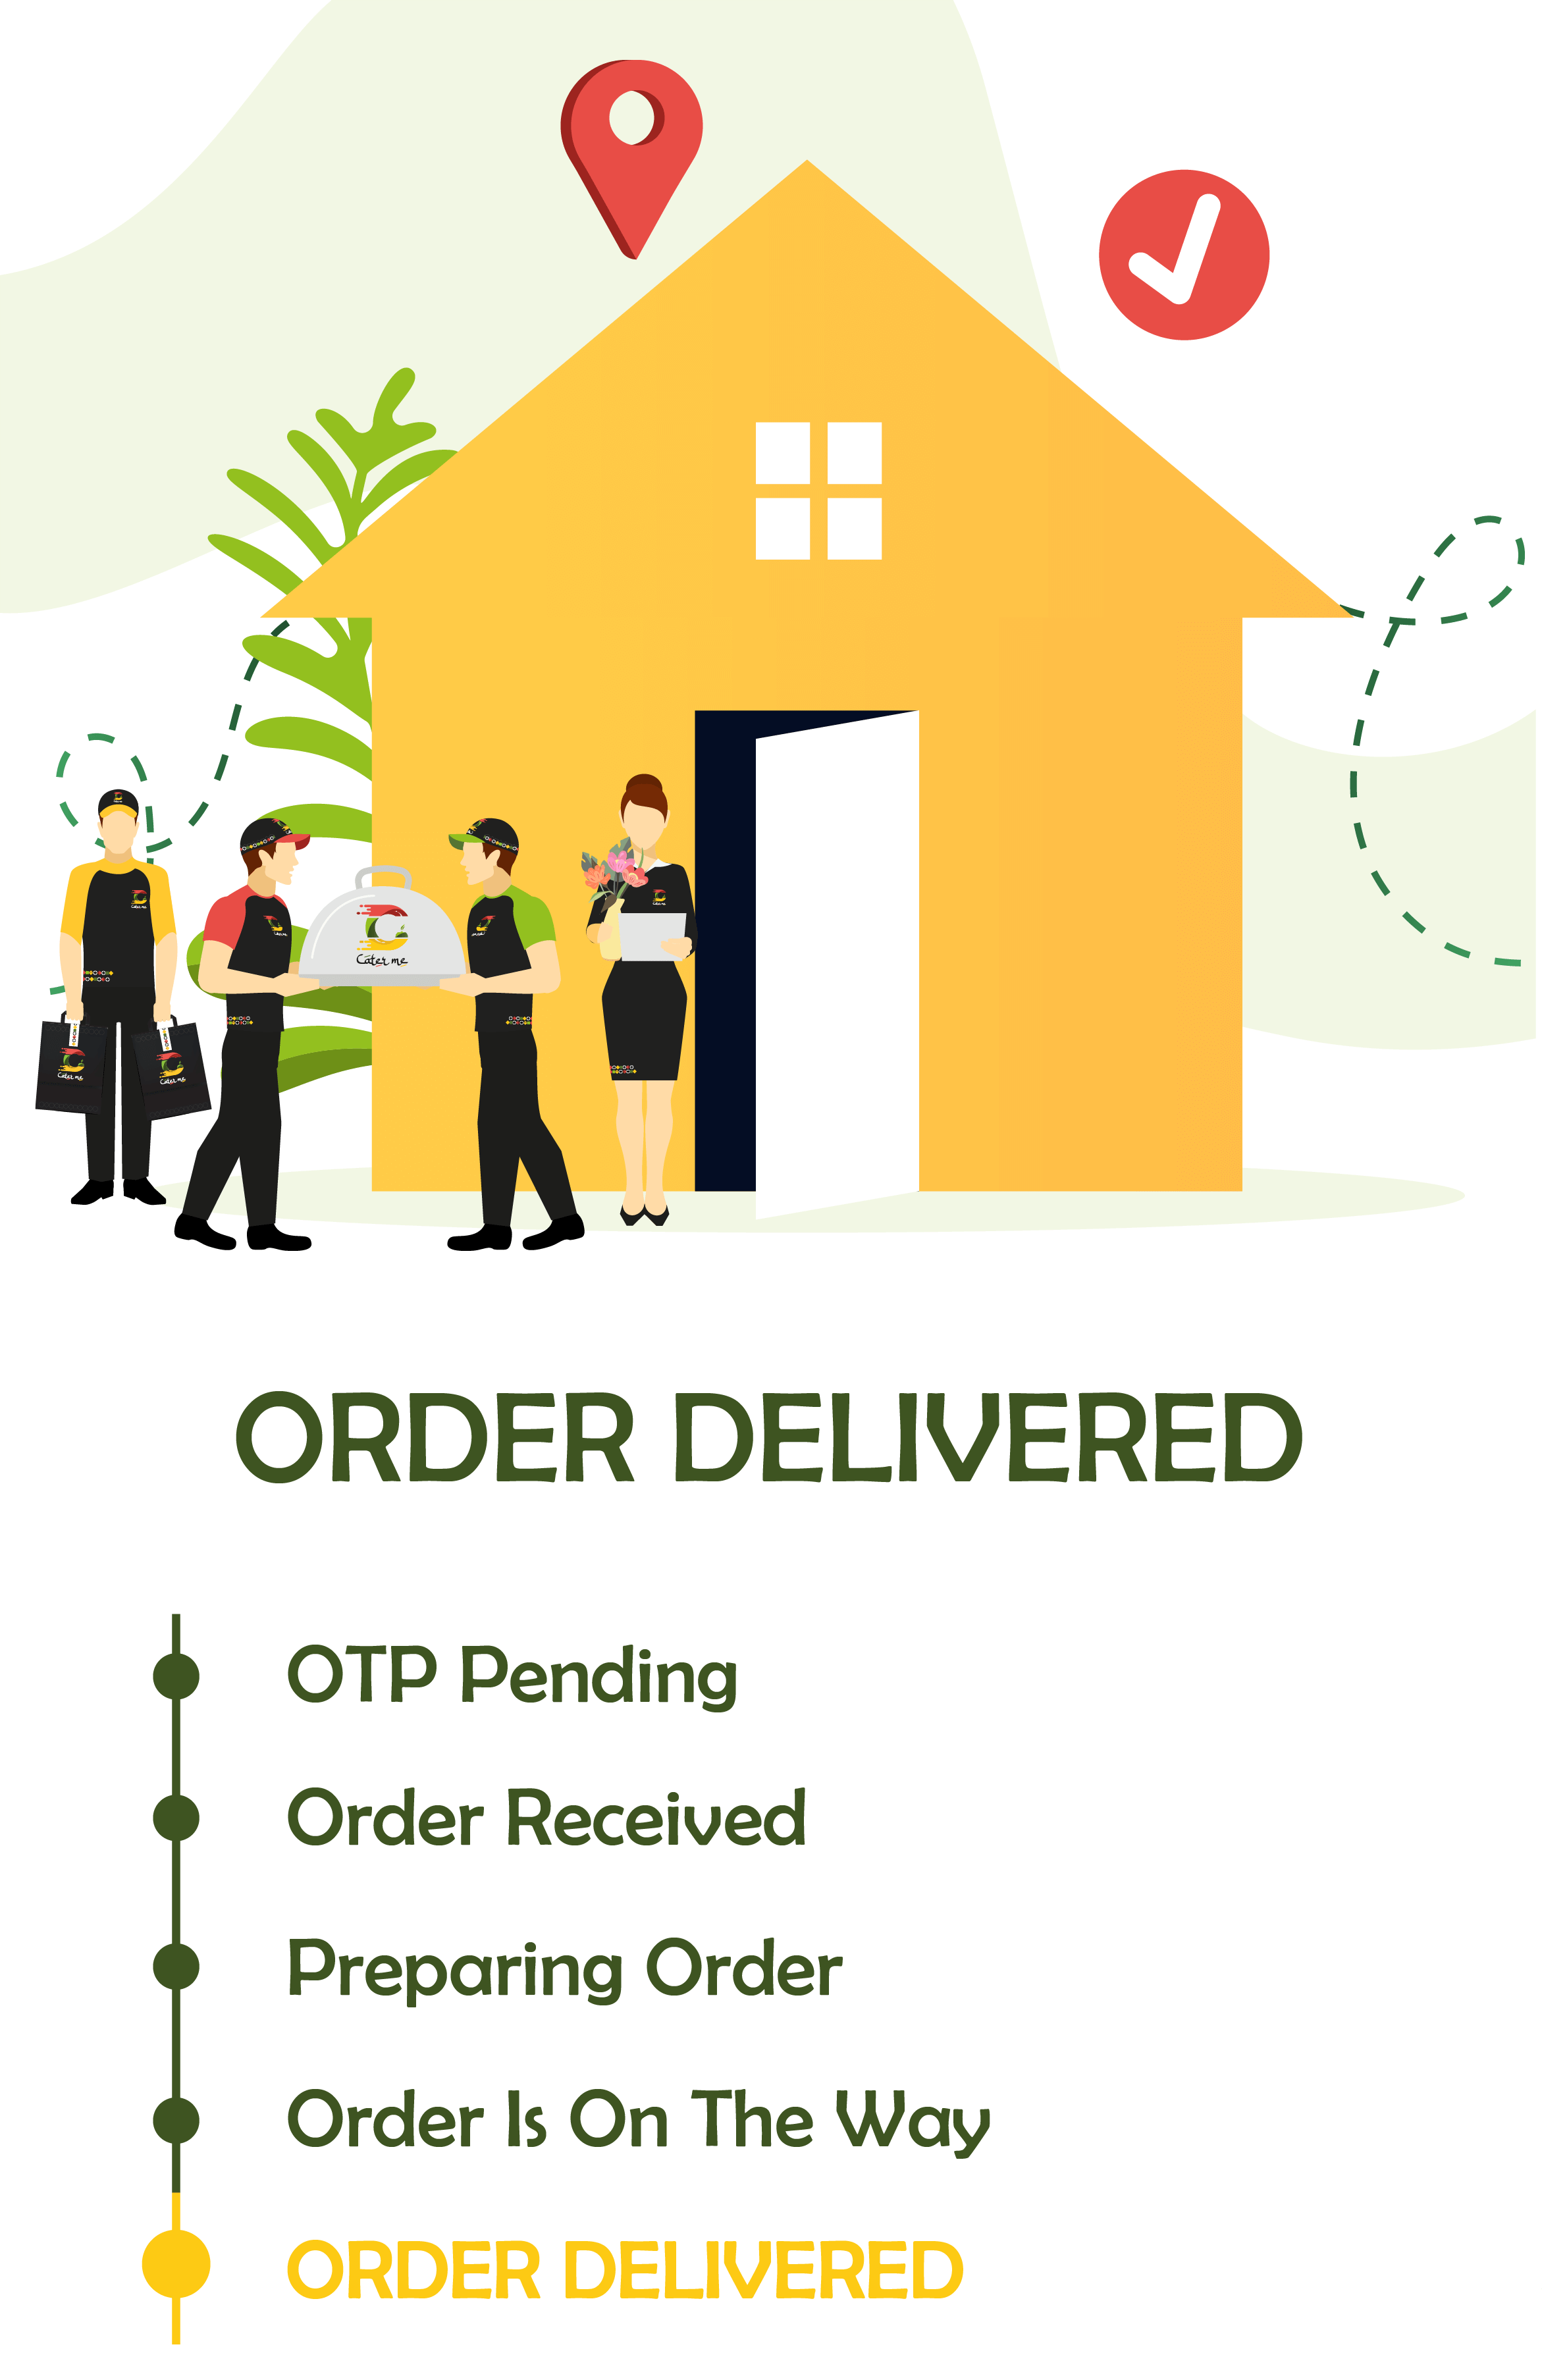 Cater me
Cater me
Cater me
ORDER DELIVERED
OTP Pending
Order Received
Preparing Order
Order Is On The Way
ORDER DELIVERED